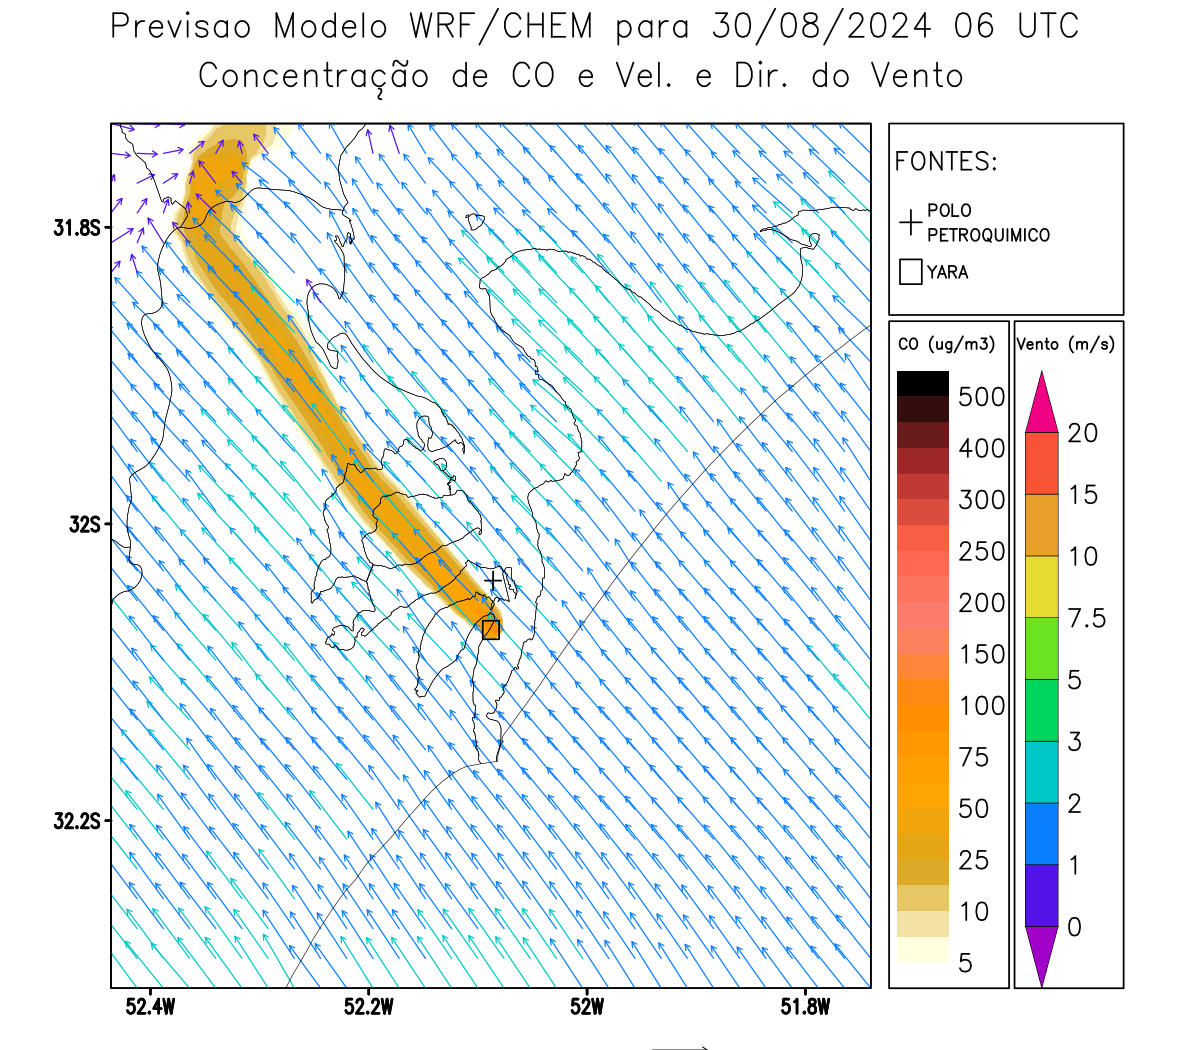 Previsao Modelo WRF/CHEM para 30/08/2024 06 UTC
Concentração de CO e Vel. e Dir. do Vento
FONTES:
POLO
PETROQUIMICO
YARA
CO (ug/m3)
500
400
300
250
200
150
100
75
50
25
10
5
Vento (m/s)
20
15
10
7.5
5
3
2
1
0
31.8S
32S
32.2S
52.4W
52.2W
52W
51.8W